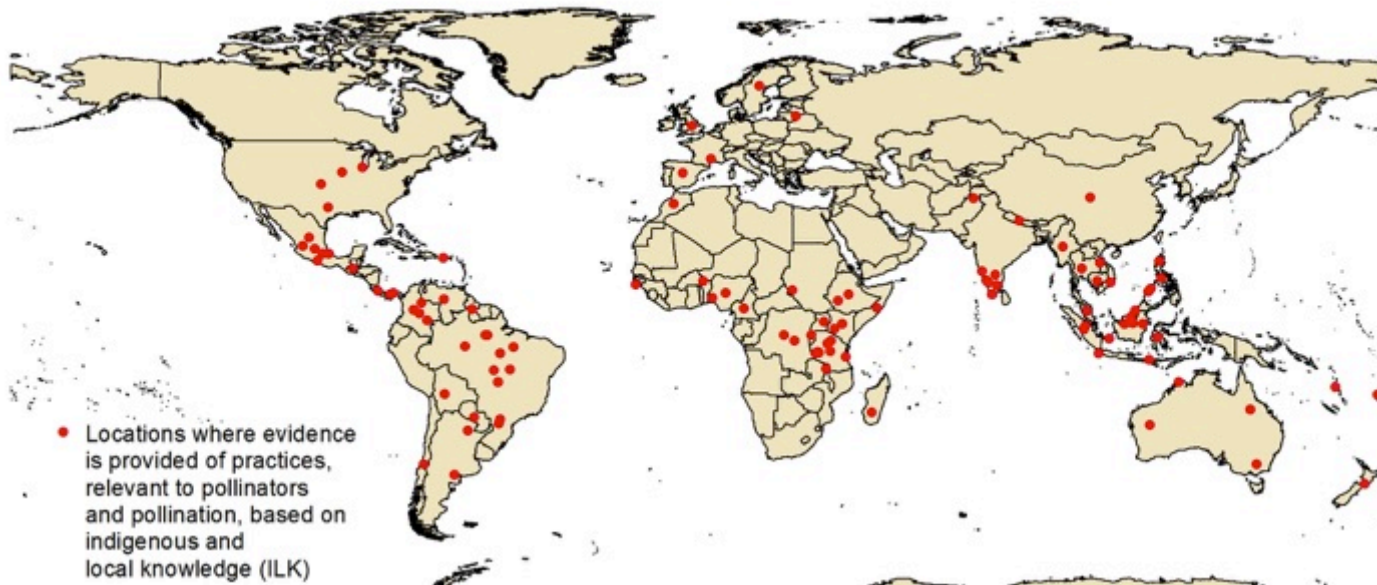 Locations where evidence
is provided of practices,
relevant to pollinators
and pollination, based on
indigenous and
local knowledge (ILK)